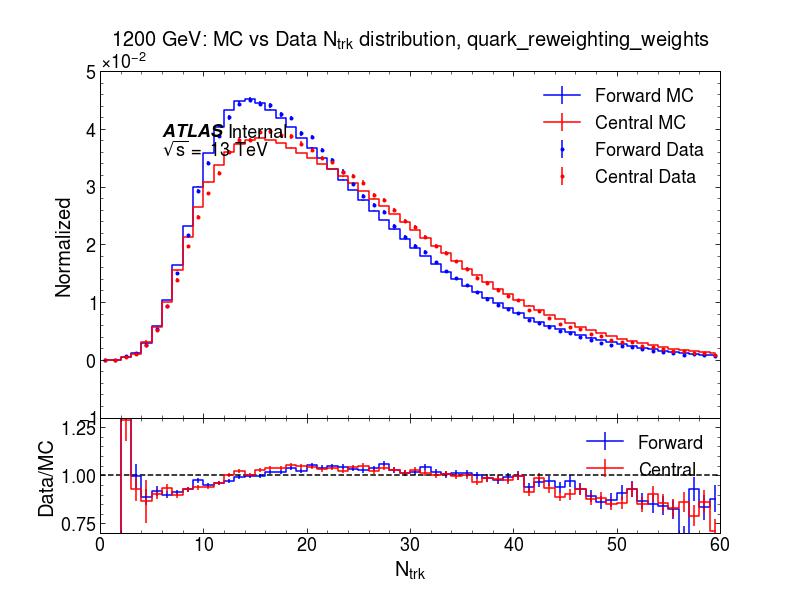 1200 GeV: MC vs Data Ntrk distribution, quark_reweighting_weights
×10−2
5
4
3
2
1
0
−1
Normalized
ATLAS Internal
√s = 13 TeV
Forward MC
Central MC
Forward Data
Central Data
1.25
1.00
0.75
Data/MC
Forward
Central
0 10 20 30 40 50 60
Ntrk